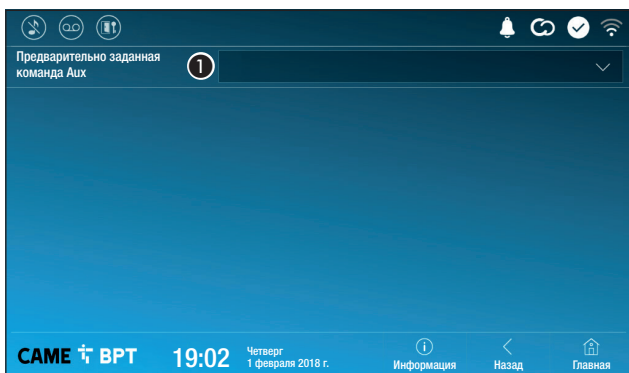 Предварительно заданная
команда Aux
1
CAME BPT
19:02
Четверг
1 февраля 2018 г.
Информация
Назад
Главная